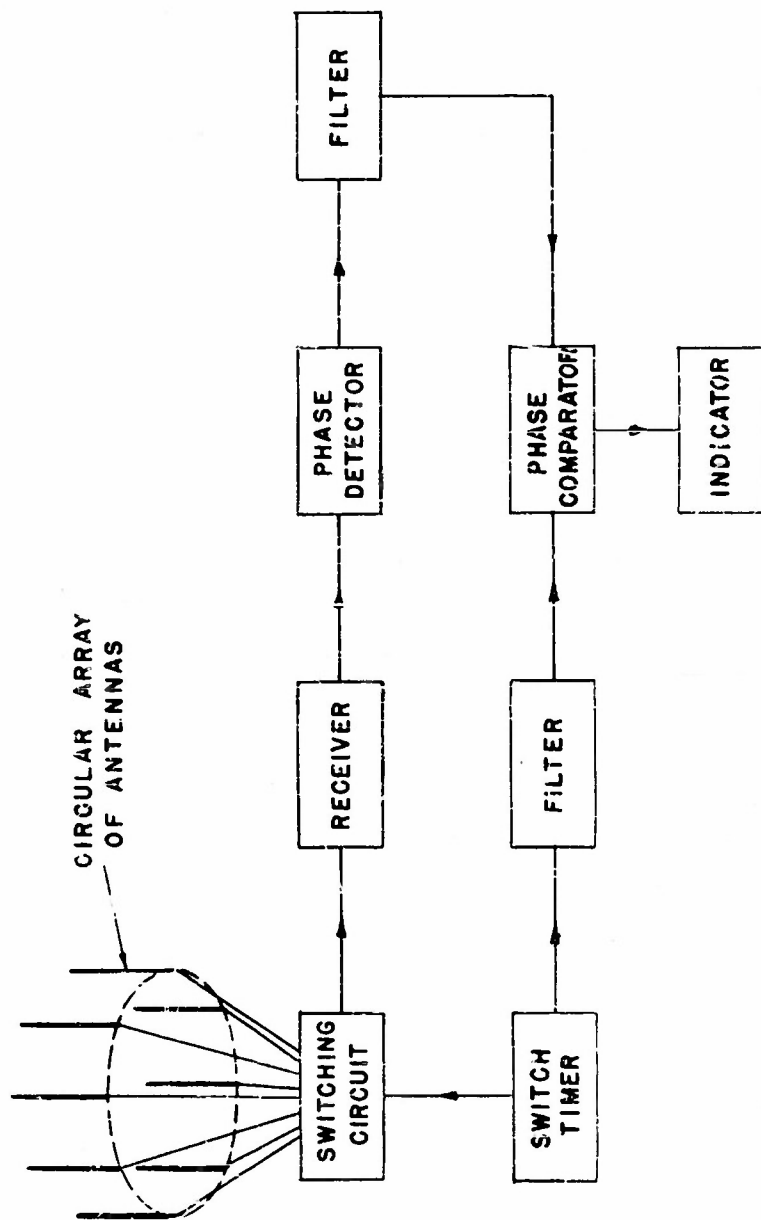 CIRCULAR ARRAY
OF ANTENNAS
SWITCHING
CIRCUIT
RECEIVER
PHASE
DETECTOR
FILTER
SWITCH
TIMER
FILTER
PHASE
COMPARATOR
INDICATOR